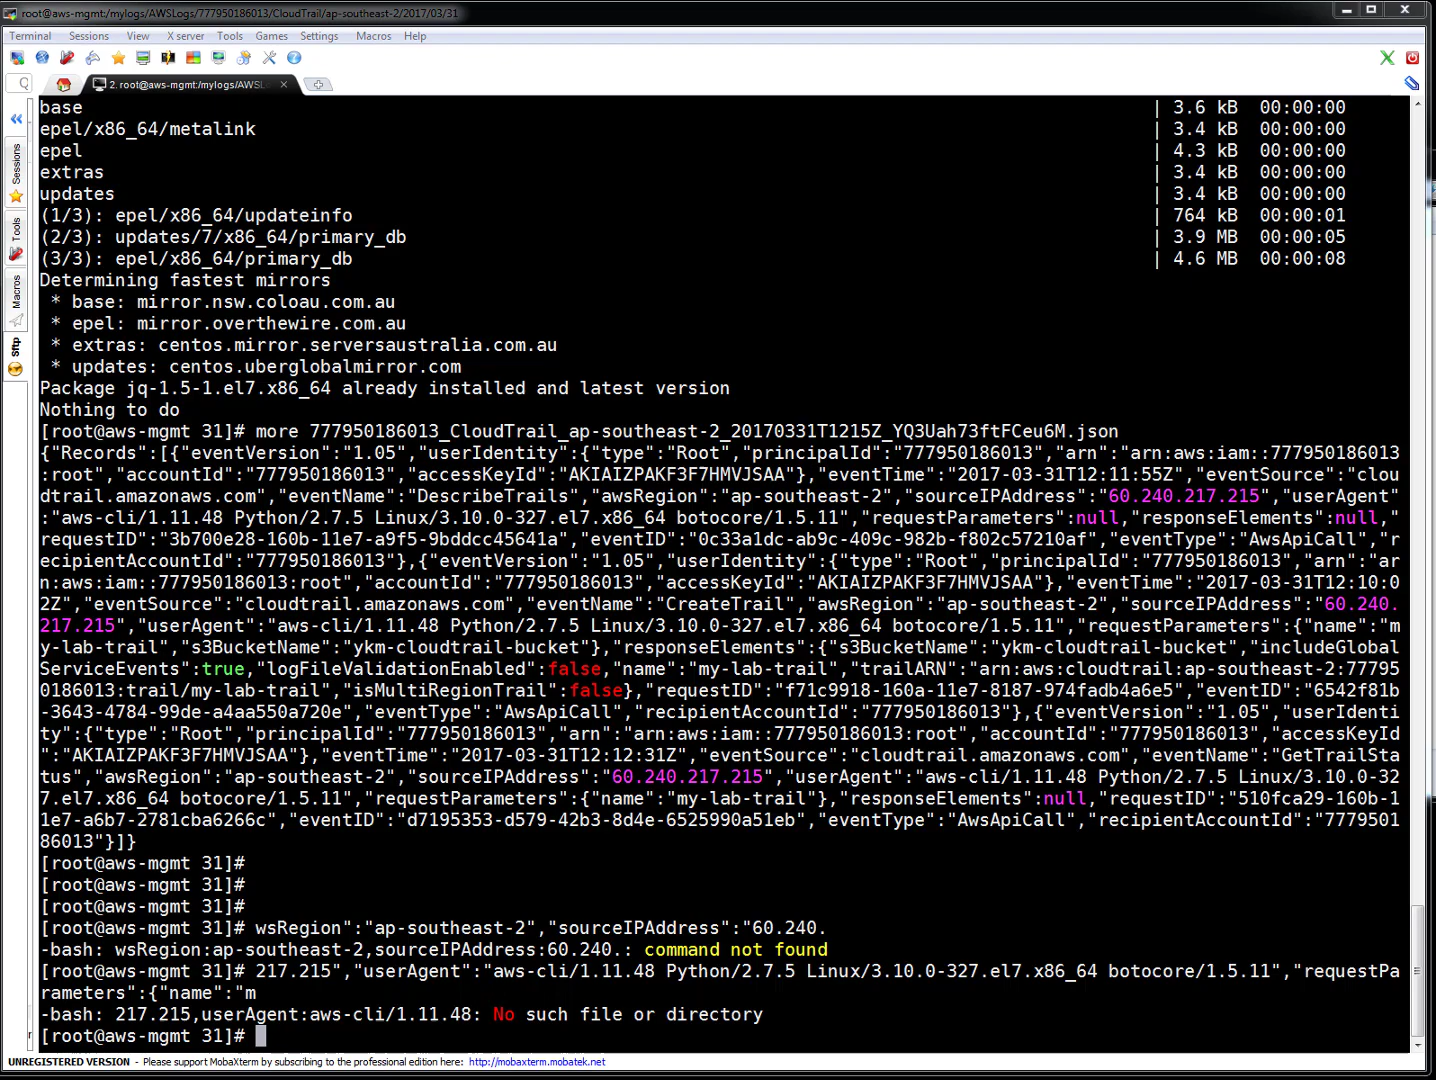 root@aws-mgmt:/mylogs/AWSLogs/777950186013/CloudTrail/ap-southeast-2/2017/03/31
Terminal Sessions View X server Tools Games Settings Macros Help
2. root@aws-mgmt:/mylogs/AWSL
Sessions
Tools
Macros
Sftp
base | 3.6 kB 00:00:00
epel/x86_64/metalink | 3.4 kB 00:00:00
epel | 4.3 kB 00:00:00
extras | 3.4 kB 00:00:00
updates | 3.4 kB 00:00:00
(1/3): epel/x86_64/updateinfo | 764 kB 00:00:01
(2/3): updates/7/x86_64/primary_db | 3.9 MB 00:00:05
(3/3): epel/x86_64/primary_db | 4.6 MB 00:00:08
Determining fastest mirrors
* base: mirror.nsw.coloau.com.au
* epel: mirror.overthewire.com.au
* extras: centos.mirror.serversaustralia.com.au
* updates: centos.uberglobalmirror.com
Package jq-1.5-1.el7.x86_64 already installed and latest version
Nothing to do
[root@aws-mgmt 31]# more 777950186013_CloudTrail_ap-southeast-2_20170331T1215Z_YQ3Uah73ftFCeu6M.json
{"Records":[{"eventVersion":"1.05","userIdentity":{"type":"Root","principalId":"777950186013","arn":"arn:aws:iam::777950186013
:root","accountId":"777950186013","accessKeyId":"AKIAIZPAKF3F7HMVJSAA"},"eventTime":"2017-03-31T12:11:55Z","eventSource":"clou
dtrail.amazonaws.com","eventName":"DescribeTrails","awsRegion":"ap-southeast-2","sourceIPAddress":"60.240.217.215","userAgent"
:"aws-cli/1.11.48 Python/2.7.5 Linux/3.10.0-327.el7.x86_64 botocore/1.5.11","requestParameters":null,"responseElements":null,"
requestID":"3b700e28-160b-11e7-a9f5-9bddcc45641a","eventID":"0c33a1dc-ab9c-409c-982b-f802c57210af","eventType":"AwsApiCall","r
ecipientAccountId":"777950186013"},{"eventVersion":"1.05","userIdentity":{"type":"Root","principalId":"777950186013","arn":"ar
n:aws:iam::777950186013:root","accountId":"777950186013","accessKeyId":"AKIAIZPAKF3F7HMVJSAA"},"eventTime":"2017-03-31T12:10:0
2Z","eventSource":"cloudtrail.amazonaws.com","eventName":"CreateTrail","awsRegion":"ap-southeast-2","sourceIPAddress":"60.240.
217.215","userAgent":"aws-cli/1.11.48 Python/2.7.5 Linux/3.10.0-327.el7.x86_64 botocore/1.5.11","requestParameters":{"name":"m
y-lab-trail","s3BucketName":"ykm-cloudtrail-bucket"},"responseElements":{"s3BucketName":"ykm-cloudtrail-bucket","includeGlobal
ServiceEvents":true,"logFileValidationEnabled":false,"name":"my-lab-trail","trailARN":"arn:aws:cloudtrail:ap-southeast-2:77795
0186013:trail/my-lab-trail","isMultiRegionTrail":false},"requestID":"f71c9918-160a-11e7-8187-974fadb4a6e5","eventID":"6542f81b
-3643-4784-99de-a4aa550a720e","eventType":"AwsApiCall","recipientAccountId":"777950186013"},{"eventVersion":"1.05","userIdenti
ty":{"type":"Root","principalId":"777950186013","arn":"arn:aws:iam::777950186013:root","accountId":"777950186013","accessKeyId
":"AKIAIZPAKF3F7HMVJSAA"},"eventTime":"2017-03-31T12:12:31Z","eventSource":"cloudtrail.amazonaws.com","eventName":"GetTrailSta
tus","awsRegion":"ap-southeast-2","sourceIPAddress":"60.240.217.215","userAgent":"aws-cli/1.11.48 Python/2.7.5 Linux/3.10.0-32
7.el7.x86_64 botocore/1.5.11","requestParameters":{"name":"my-lab-trail"},"responseElements":null,"requestID":"510fca29-160b-1
1e7-a6b7-2781cba6266c","eventID":"d7195353-d579-42b3-8d4e-6525990a51eb","eventType":"AwsApiCall","recipientAccountId":"7779501
86013"}]}
[root@aws-mgmt 31]#
[root@aws-mgmt 31]#
[root@aws-mgmt 31]#
[root@aws-mgmt 31]# wsRegion":"ap-southeast-2","sourceIPAddress":"60.240.
-bash: wsRegion:ap-southeast-2,sourceIPAddress:60.240.: command not found
[root@aws-mgmt 31]# 217.215","userAgent":"aws-cli/1.11.48 Python/2.7.5 Linux/3.10.0-327.el7.x86_64 botocore/1.5.11","requestPa
rameters":{"name":"m
-bash: 217.215,userAgent:aws-cli/1.11.48: No such file or directory
[root@aws-mgmt 31]#
UNREGISTERED VERSION - Please support MobaXterm by subscribing to the professional edition here: http://mobaxterm.mobatek.net